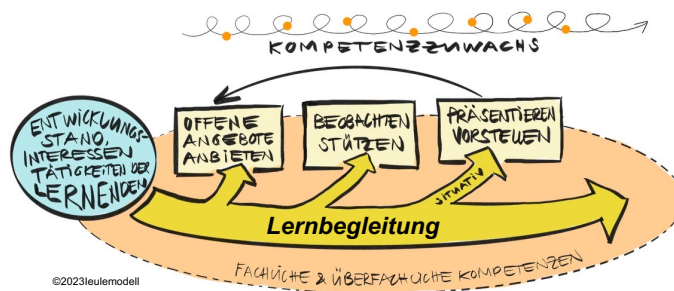 KOMPETENZZUWACHS
ENTWICKLUNGS-
STAND,
INTERESSEN
TÄTIGKEITEN DER
LERNENDEN
OFFENE
ANGEBOTE
ANBIETEN
BEOBACHTEN
STÜTZEN
PRÄSENTIEREN
VORSTELLEN
SITUATIV
Lernbegleitung
FACHLICHE & ÜBERFACHLICHE KOMPETENZEN
©2023leulemodell